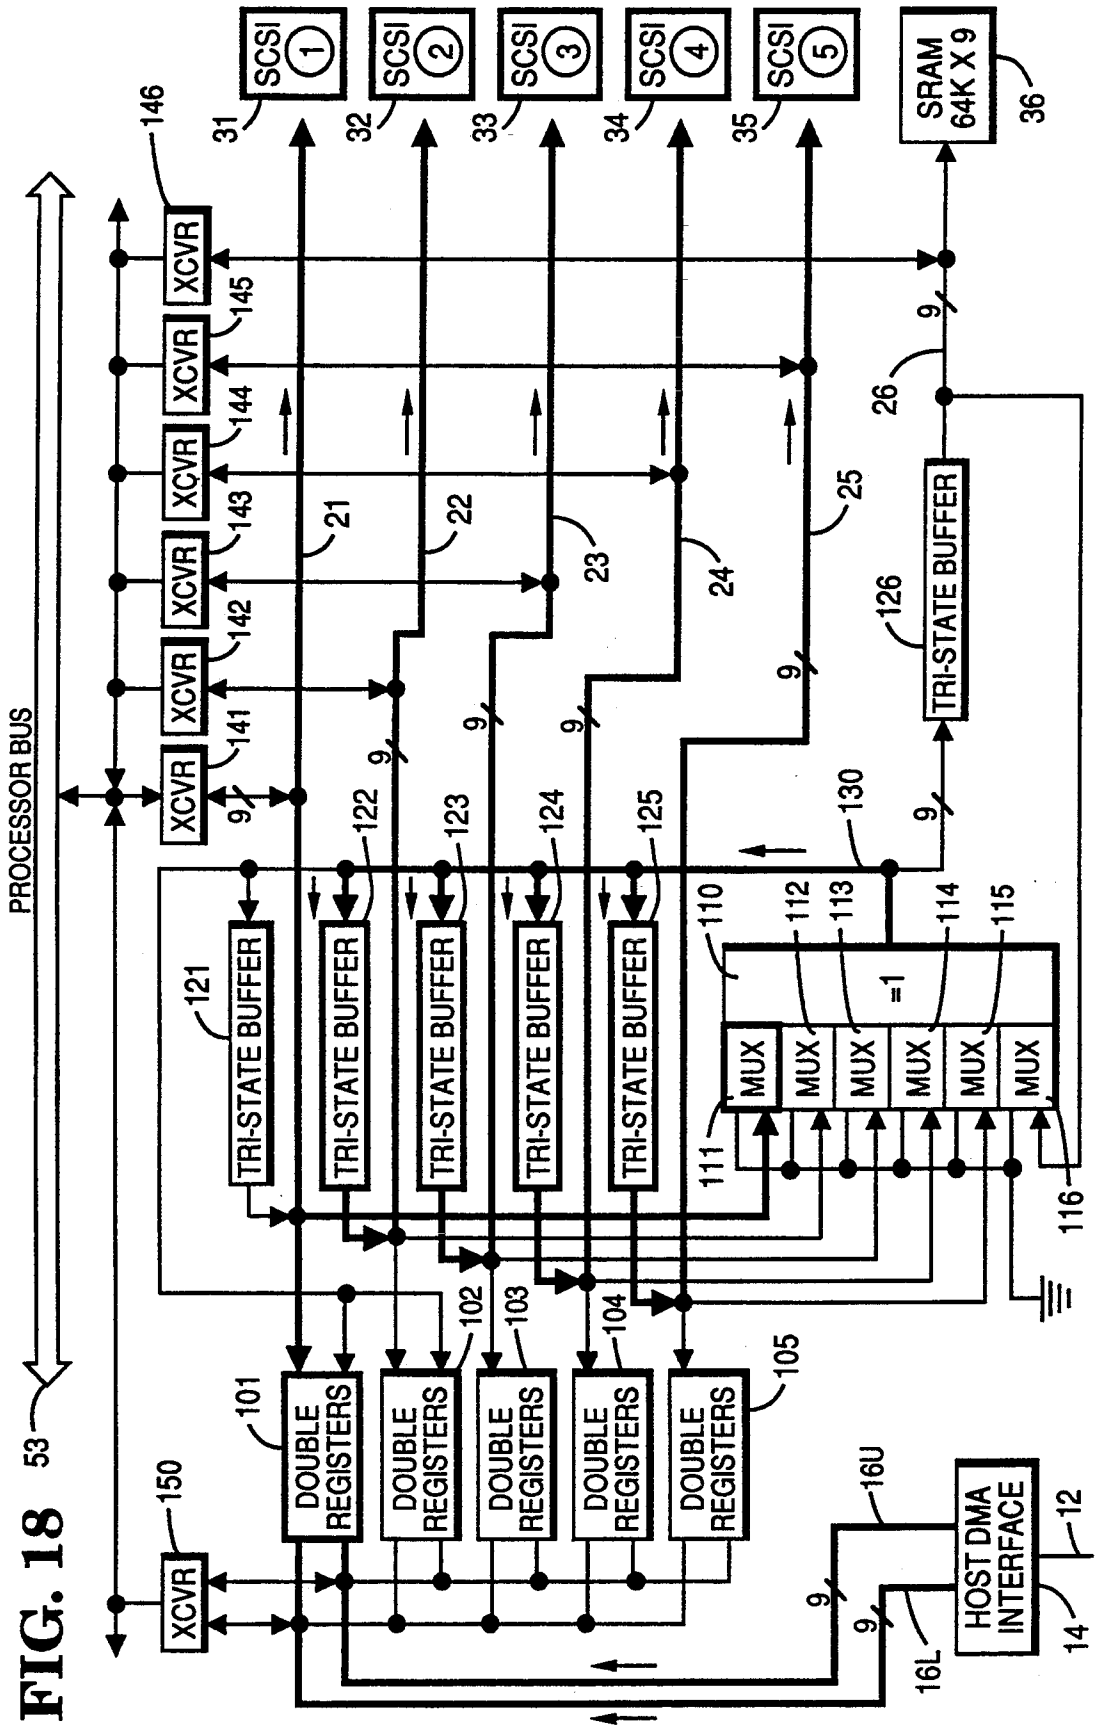 FIG. 18
PROCESSOR BUS
53
150
XCVR
XCVR
141
XCVR
142
XCVR
143
XCVR
144
XCVR
145
XCVR
146
9
101
DOUBLE
REGISTERS
DOUBLE
REGISTERS
102
DOUBLE
REGISTERS
103
DOUBLE
REGISTERS
104
DOUBLE
REGISTERS
105
121
TRI-STATE BUFFER
TRI-STATE BUFFER
122
TRI-STATE BUFFER
123
TRI-STATE BUFFER
124
TRI-STATE BUFFER
125
21
22
23
24
25
9
9
9
9
31
SCSI
1
32
SCSI
2
33
SCSI
3
34
SCSI
4
35
SCSI
5
110
111
MUX
112
MUX
113
MUX
114
MUX
115
MUX
116
MUX
=1
130
9
126
TRI-STATE BUFFER
26
9
SRAM
64K X 9
36
16U
9
9
16L
HOST DMA
INTERFACE
14
12